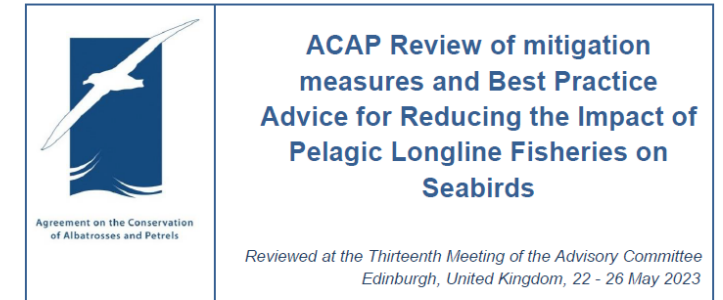 Agreement on the Conservation
of Albatrosses and Petrels
ACAP Review of mitigation
measures and Best Practice
Advice for Reducing the Impact of
Pelagic Longline Fisheries on
Seabirds
Reviewed at the Thirteenth Meeting of the Advisory Committee
Edinburgh, United Kingdom, 22 - 26 May 2023